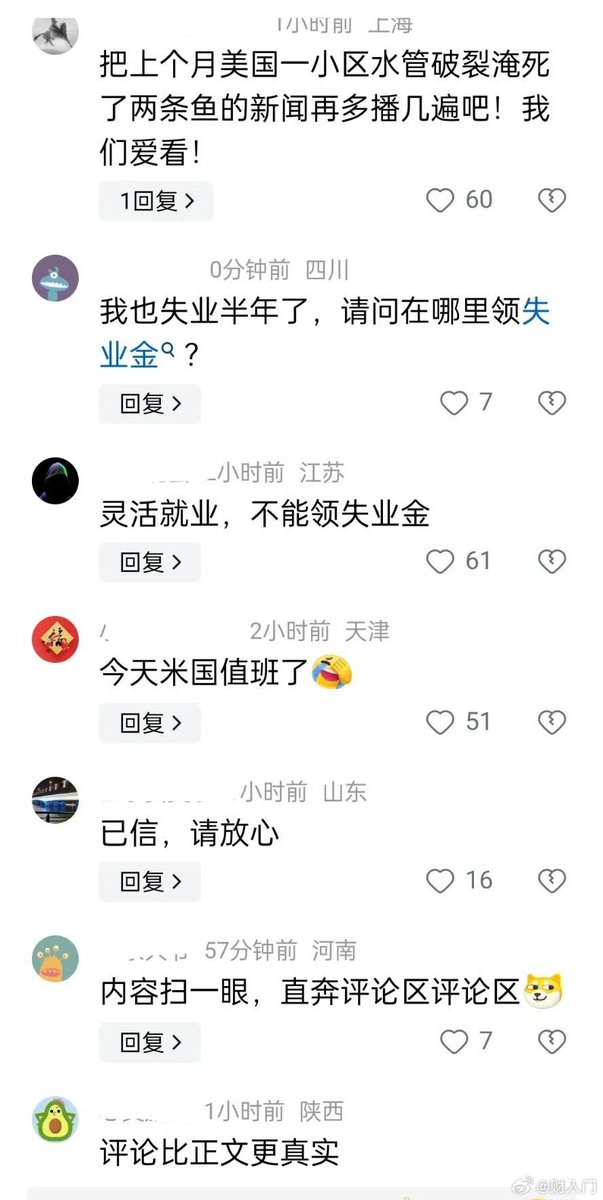 1小时前 上海
把上个月美国一小区水管破裂淹死
了两条鱼的新闻再多播几遍吧！我
们爱看！
1回复 >
60
0分钟前 四川
我也失业半年了，请问在哪里领失
业金？
回复 >
7
小时前 江苏
灵活就业，不能领失业金
回复 >
61
2小时前 天津
今天米国值班了🤣
回复 >
51
小时前 山东
已信，请放心
回复 >
16
57分钟前 河南
内容扫一眼，直奔评论区评论区
回复 >
7
1小时前 陕西
评论比正文更真实
@财入门